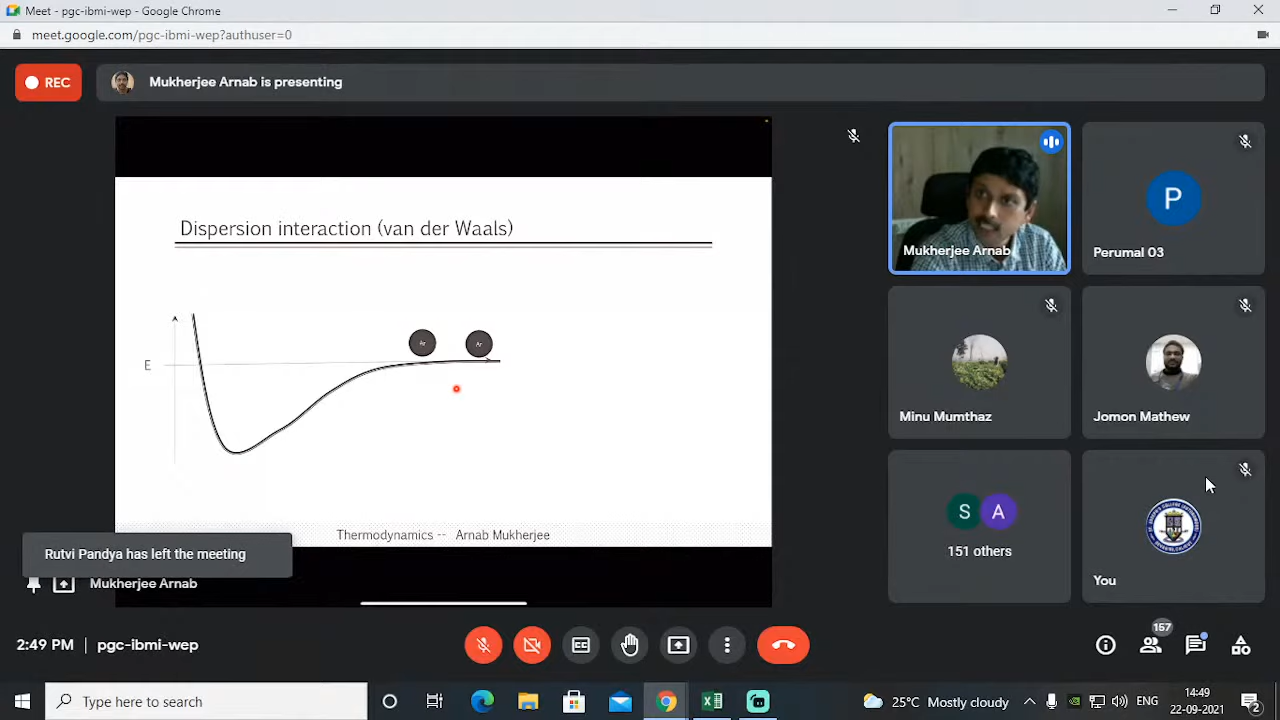 Meet - pgc-ibmi-wep - Google Chrome
meet.google.com/pgc-ibmi-wep?authuser=0
REC
Mukherjee Arnab is presenting
Dispersion interaction (van der Waals)
E
Ar
Ar
Thermodynamics -- Arnab Mukherjee
Rutvi Pandya has left the meeting
Mukherjee Arnab
Mukherjee Arnab
P
Perumal 03
Minu Mumthaz
Jomon Mathew
S
A
151 others
You
2:49 PM | pgc-ibmi-wep
157
Type here to search
25°C Mostly cloudy
ENG
14:49
22-09-2021
2